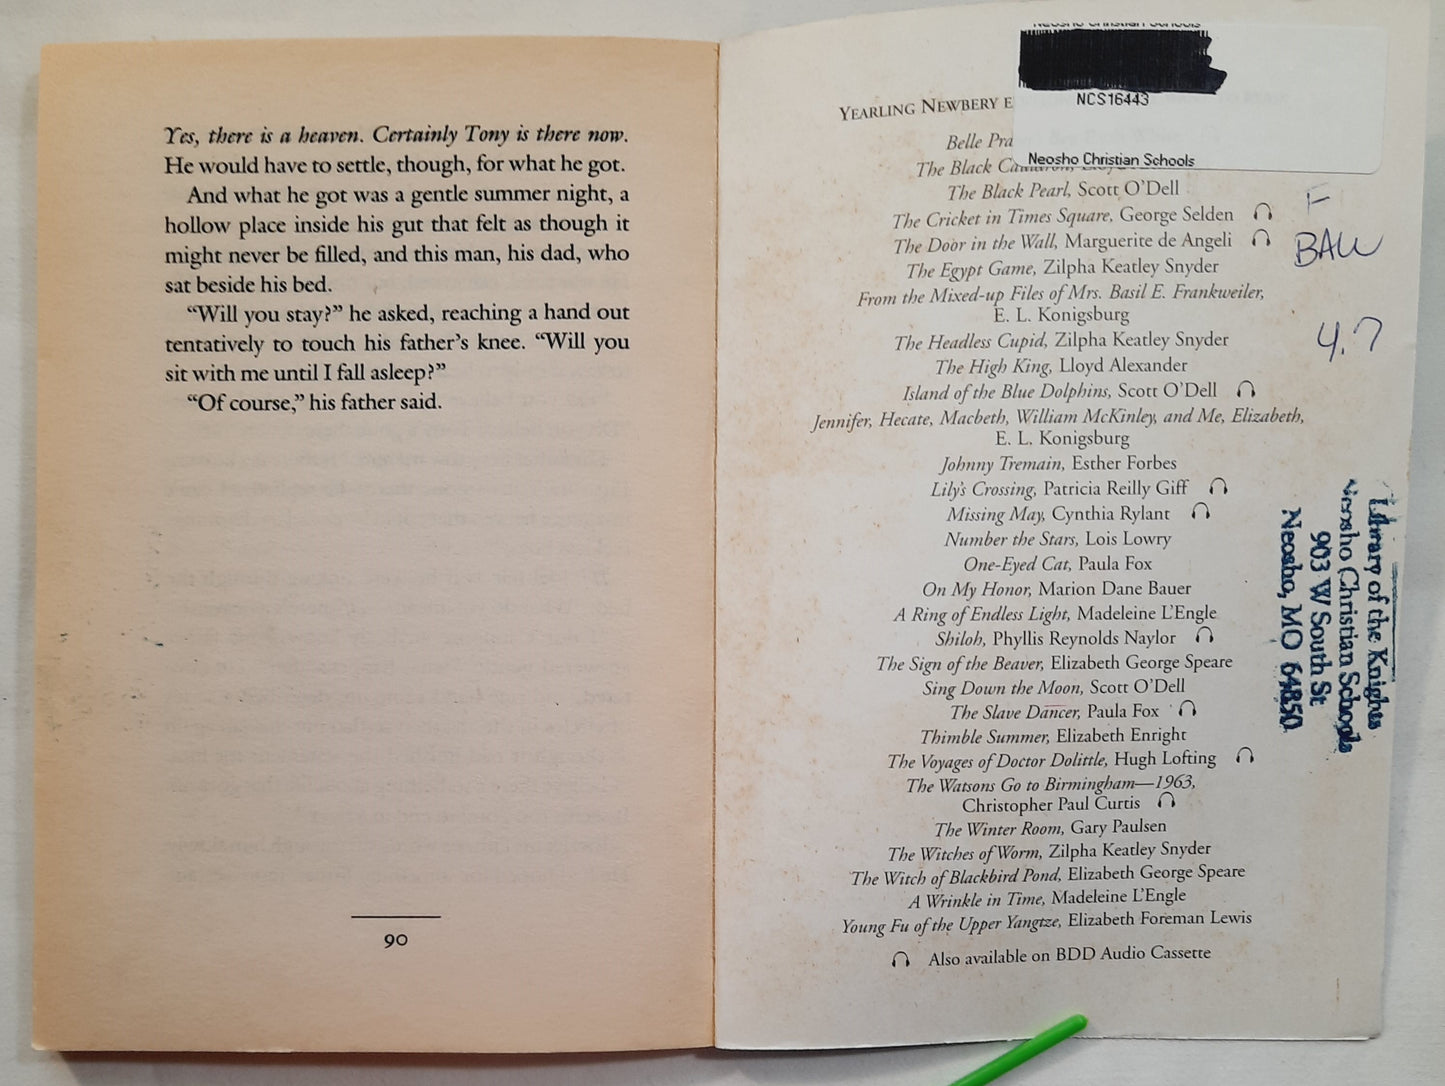 Yes, there is a heaven. Certainly Tony is there now.
He would have to settle, though, for what he got.
And what he got was a gentle summer night, a
hollow place inside his gut that felt as though it
might never be filled, and this man, his dad, who
sat beside his bed.
“Will you stay?” he asked, reaching a hand out
tentatively to touch his father’s knee. “Will you
sit with me until I fall asleep?”
“Of course,” his father said.
90
Neosho Christian Schools
NCS16443
Neosho Christian Schools
YEARLING NEWBERY
Belle
The Black
The Black Pearl, Scott O’Dell
The Cricket in Times Square, George Selden
The Door in the Wall, Marguerite de Angeli
The Egypt Game, Zilpha Keatley Snyder
From the Mixed-up Files of Mrs. Basil E. Frankweiler,
E. L. Konigsburg
The Headless Cupid, Zilpha Keatley Snyder
The High King, Lloyd Alexander
Island of the Blue Dolphins, Scott O’Dell
Jennifer, Hecate, Macbeth, William McKinley, and Me, Elizabeth,
E. L. Konigsburg
Johnny Tremain, Esther Forbes
Lily’s Crossing, Patricia Reilly Giff
Missing May, Cynthia Rylant
Number the Stars, Lois Lowry
One-Eyed Cat, Paula Fox
On My Honor, Marion Dane Bauer
A Ring of Endless Light, Madeleine L’Engle
Shiloh, Phyllis Reynolds Naylor
The Sign of the Beaver, Elizabeth George Speare
Sing Down the Moon, Scott O’Dell
The Slave Dancer, Paula Fox
Thimble Summer, Elizabeth Enright
The Voyages of Doctor Dolittle, Hugh Lofting
The Watsons Go to Birmingham—1963,
Christopher Paul Curtis
The Winter Room, Gary Paulsen
The Witches of Worm, Zilpha Keatley Snyder
The Witch of Blackbird Pond, Elizabeth George Speare
A Wrinkle in Time, Madeleine L’Engle
Young Fu of the Upper Yangtze, Elizabeth Foreman Lewis
Also available on BDD Audio Cassette
F
BAU
4.7
Library of the Knights
Neosho Christian Schools
903 W South St
Neosho, MO 64850